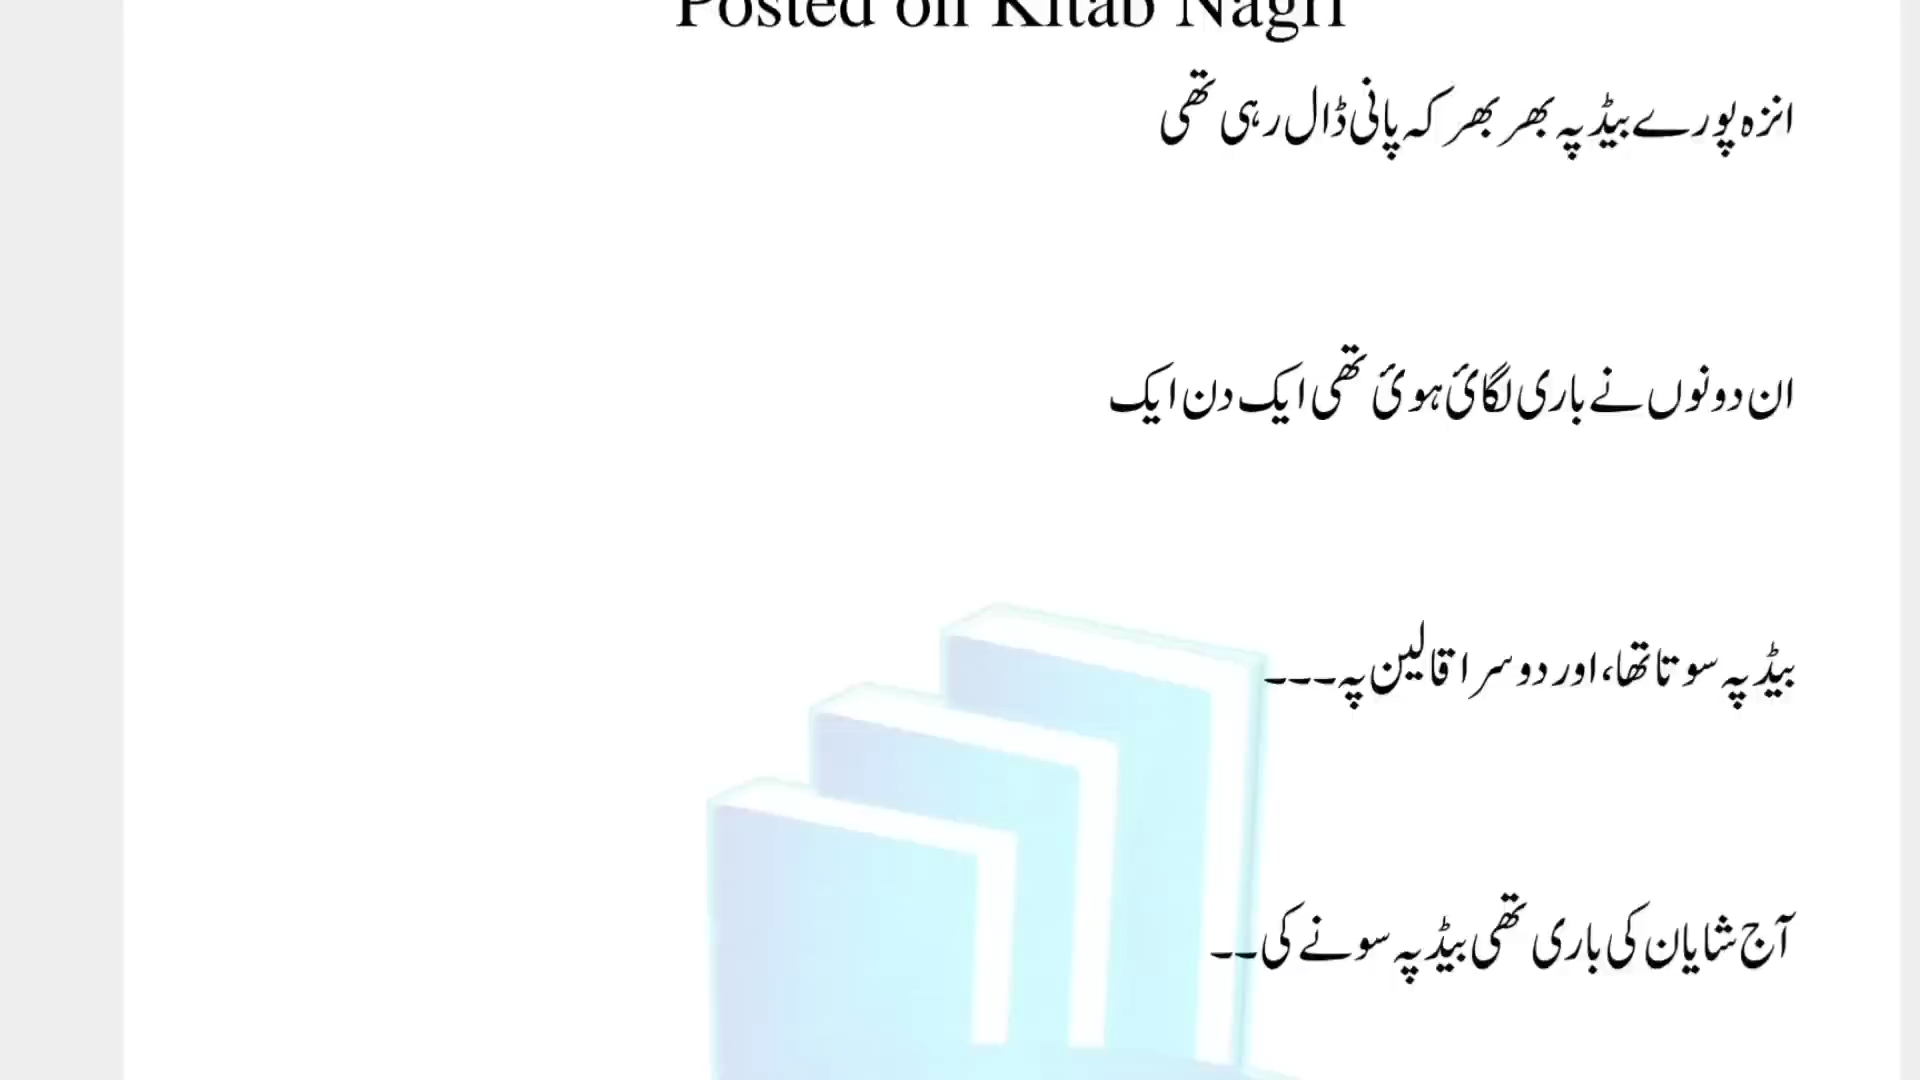 Posted on Kitab Nagri
انزہ پورے بیڈ پہ بھر بھر کہ پانی ڈال رہی تھی
ان دونوں نے باری لگائ ہوئ تھی ایک دن ایک
بیڈ پہ سوتا تھا، اور دوسرا قالین پہ۔۔۔
آج شایان کی باری تھی بیڈ پہ سونے کی۔۔